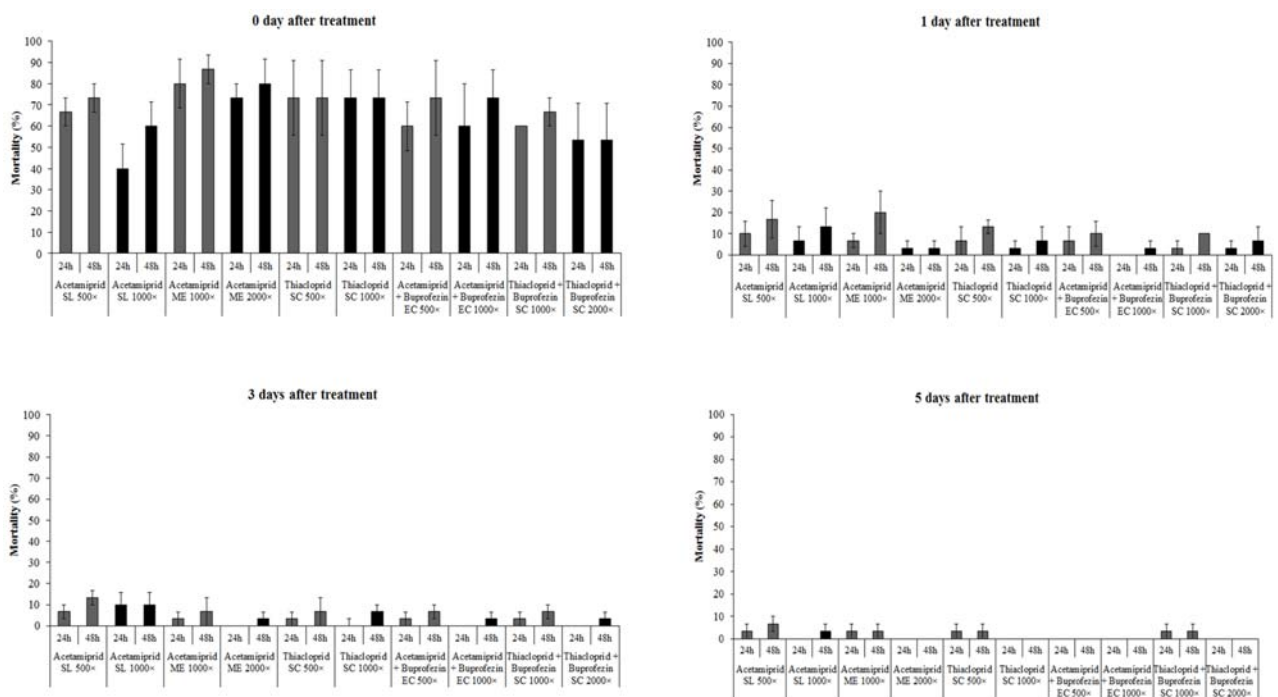 0 day after treatment
Mortality (%)
100
90
80
70
60
50
40
30
20
10
0
24h 48h 24h 48h 24h 48h 24h 48h 24h 48h 24h 48h 24h 48h 24h 48h 24h 48h 24h 48h
Acetamiprid Acetamiprid Acetamiprid Acetamiprid Thiacloprid Thiacloprid Acetamiprid Acetamiprid Thiacloprid + Thiacloprid +
SL 500× SL 1000× ME 1000× ME 2000× SC 500× SC 1000× + Buprofezin + Buprofezin Buprofezin Buprofezin
EC 500× EC 1000× SC 1000× SC 2000×
1 day after treatment
Mortality (%)
100
90
80
70
60
50
40
30
20
10
0
24h 48h 24h 48h 24h 48h 24h 48h 24h 48h 24h 48h 24h 48h 24h 48h 24h 48h 24h 48h
Acetamiprid Acetamiprid Acetamiprid Acetamiprid Thiacloprid Thiacloprid Acetamiprid Acetamiprid Thiacloprid + Thiacloprid +
SL 500× SL 1000× ME 1000× ME 2000× SC 500× SC 1000× + Buprofezin + Buprofezin Buprofezin Buprofezin
EC 500× EC 1000× SC 1000× SC 2000×
3 days after treatment
Mortality (%)
100
90
80
70
60
50
40
30
20
10
0
24h 48h 24h 48h 24h 48h 24h 48h 24h 48h 24h 48h 24h 48h 24h 48h 24h 48h 24h 48h
Acetamiprid Acetamiprid Acetamiprid Acetamiprid Thiacloprid Thiacloprid Acetamiprid Acetamiprid Thiacloprid + Thiacloprid +
SL 500× SL 1000× ME 1000× ME 2000× SC 500× SC 1000× + Buprofezin + Buprofezin Buprofezin Buprofezin
EC 500× EC 1000× SC 1000× SC 2000×
5 days after treatment
Mortality (%)
100
90
80
70
60
50
40
30
20
10
0
24h 48h 24h 48h 24h 48h 24h 48h 24h 48h 24h 48h 24h 48h 24h 48h 24h 48h 24h 48h
Acetamiprid Acetamiprid Acetamiprid Acetamiprid Thiacloprid Thiacloprid Acetamiprid Acetamiprid Thiacloprid + Thiacloprid +
SL 500× SL 1000× ME 1000× ME 2000× SC 500× SC 1000× + Buprofezin + Buprofezin Buprofezin Buprofezin
EC 500× EC 1000× SC 1000× SC 2000×